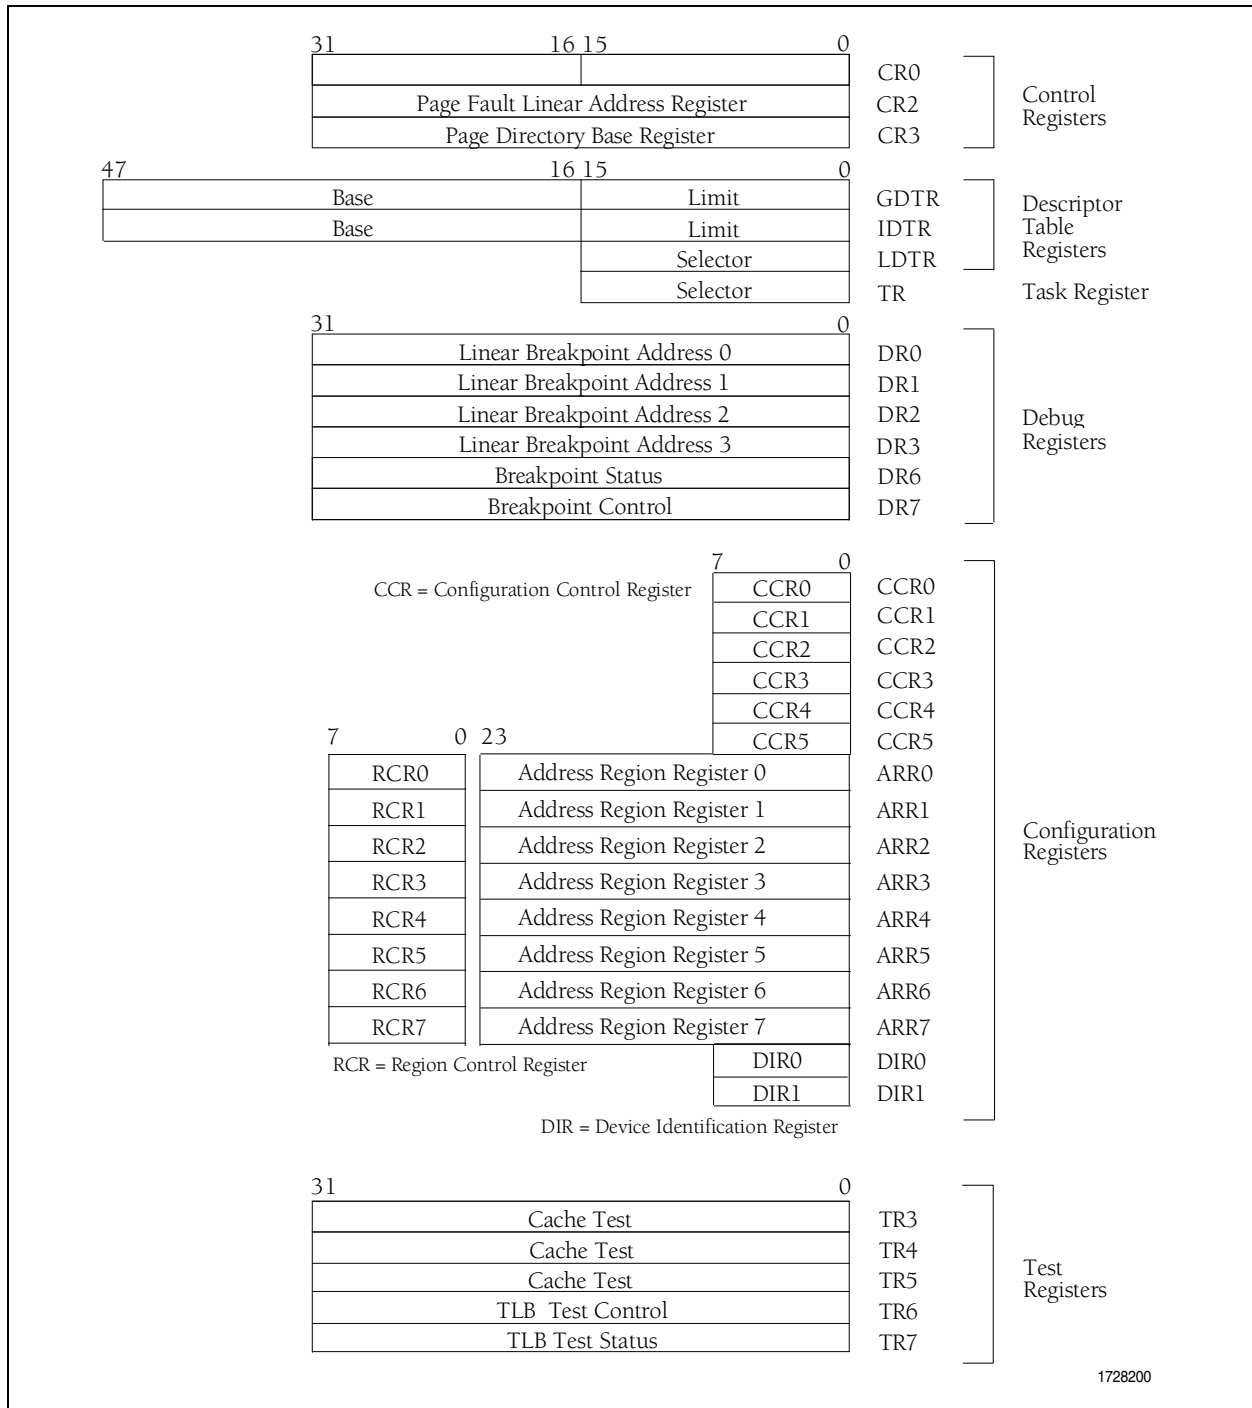 31 16 15 0
CR0
Page Fault Linear Address Register CR2
Page Directory Base Register CR3
Control
Registers
47 16 15 0
Base Limit GDTR
Base Limit IDTR
Selector LDTR
Descriptor
Table
Registers
Selector TR Task Register
31 0
Linear Breakpoint Address 0 DR0
Linear Breakpoint Address 1 DR1
Linear Breakpoint Address 2 DR2
Linear Breakpoint Address 3 DR3
Breakpoint Status DR6
Breakpoint Control DR7
Debug
Registers
7 0
CCR = Configuration Control Register CCR0 CCR0
CCR1 CCR1
CCR2 CCR2
CCR3 CCR3
CCR4 CCR4
CCR5 CCR5
7 0 23
RCR0 Address Region Register 0 ARR0
RCR1 Address Region Register 1 ARR1
RCR2 Address Region Register 2 ARR2
RCR3 Address Region Register 3 ARR3
RCR4 Address Region Register 4 ARR4
RCR5 Address Region Register 5 ARR5
RCR6 Address Region Register 6 ARR6
RCR7 Address Region Register 7 ARR7
Configuration
Registers
RCR = Region Control Register DIR0 DIR0
DIR1 DIR1
DIR = Device Identification Register
31 0
Cache Test TR3
Cache Test TR4
Cache Test TR5
TLB Test Control TR6
TLB Test Status TR7
Test
Registers
1728200